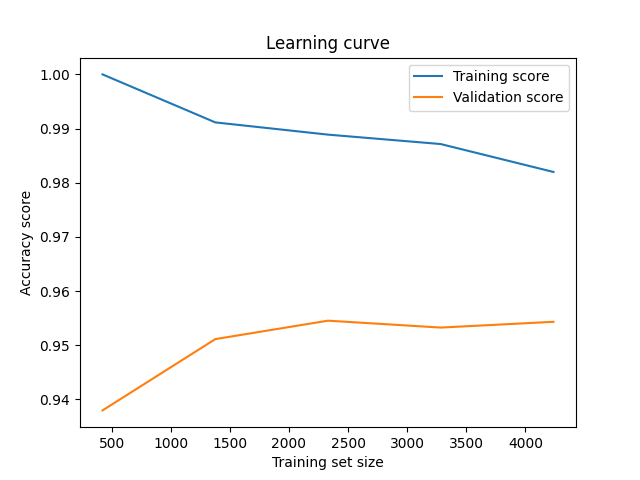 Learning curve
Training score
Validation score
1.00
0.99
0.98
0.97
0.96
0.95
0.94
Accuracy score
500 1000 1500 2000 2500 3000 3500 4000
Training set size